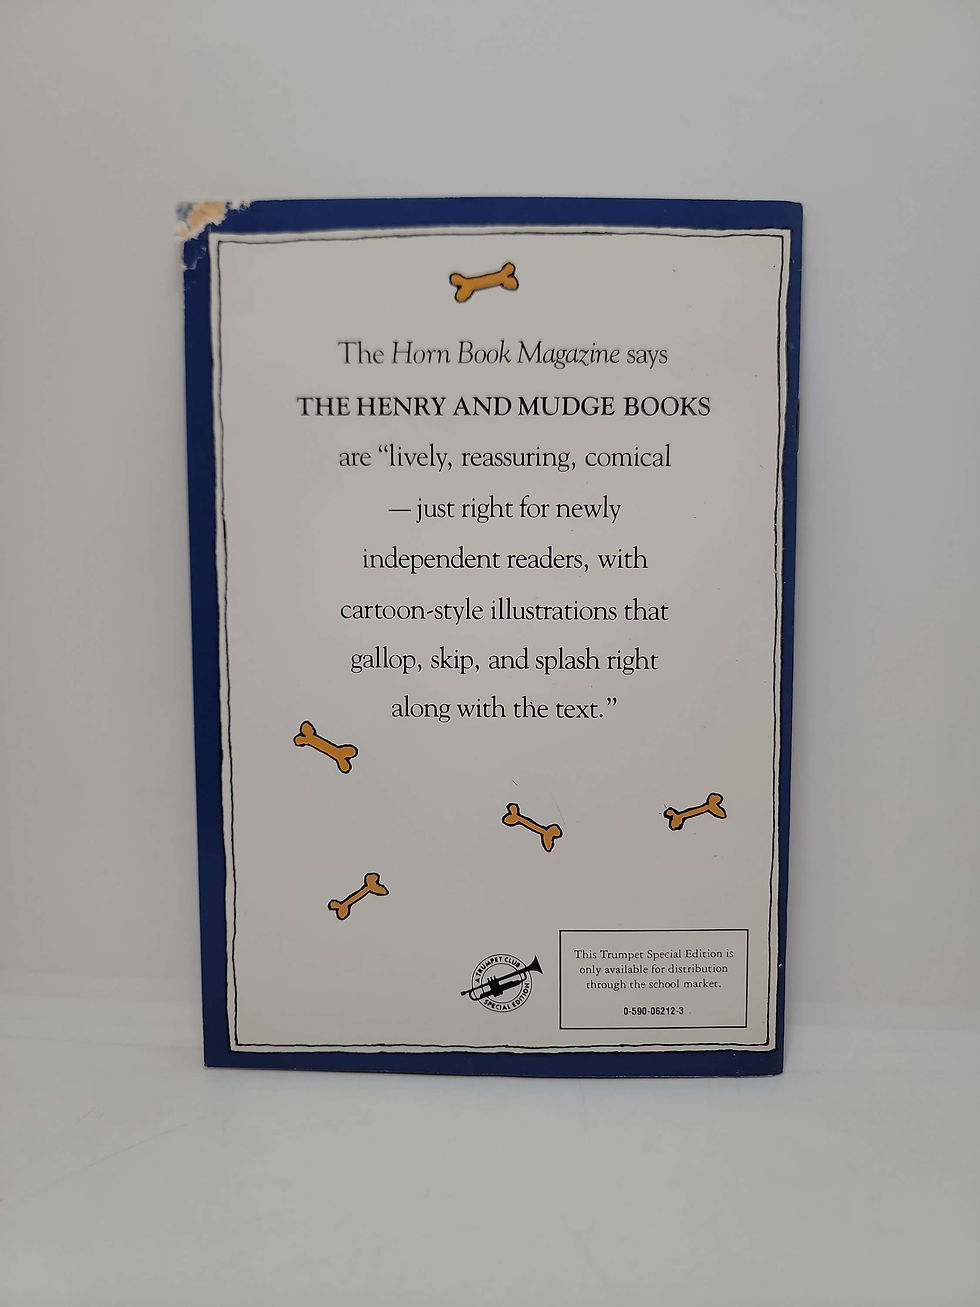 The Horn Book Magazine says
THE HENRY AND MUDGE BOOKS
are “lively, reassuring, comical
— just right for newly
independent readers, with
cartoon-style illustrations that
gallop, skip, and splash right
along with the text.”
A TRUMPET CLUB
SPECIAL EDITION
This Trumpet Special Edition is
only available for distribution
through the school market.
0-590-06212-3